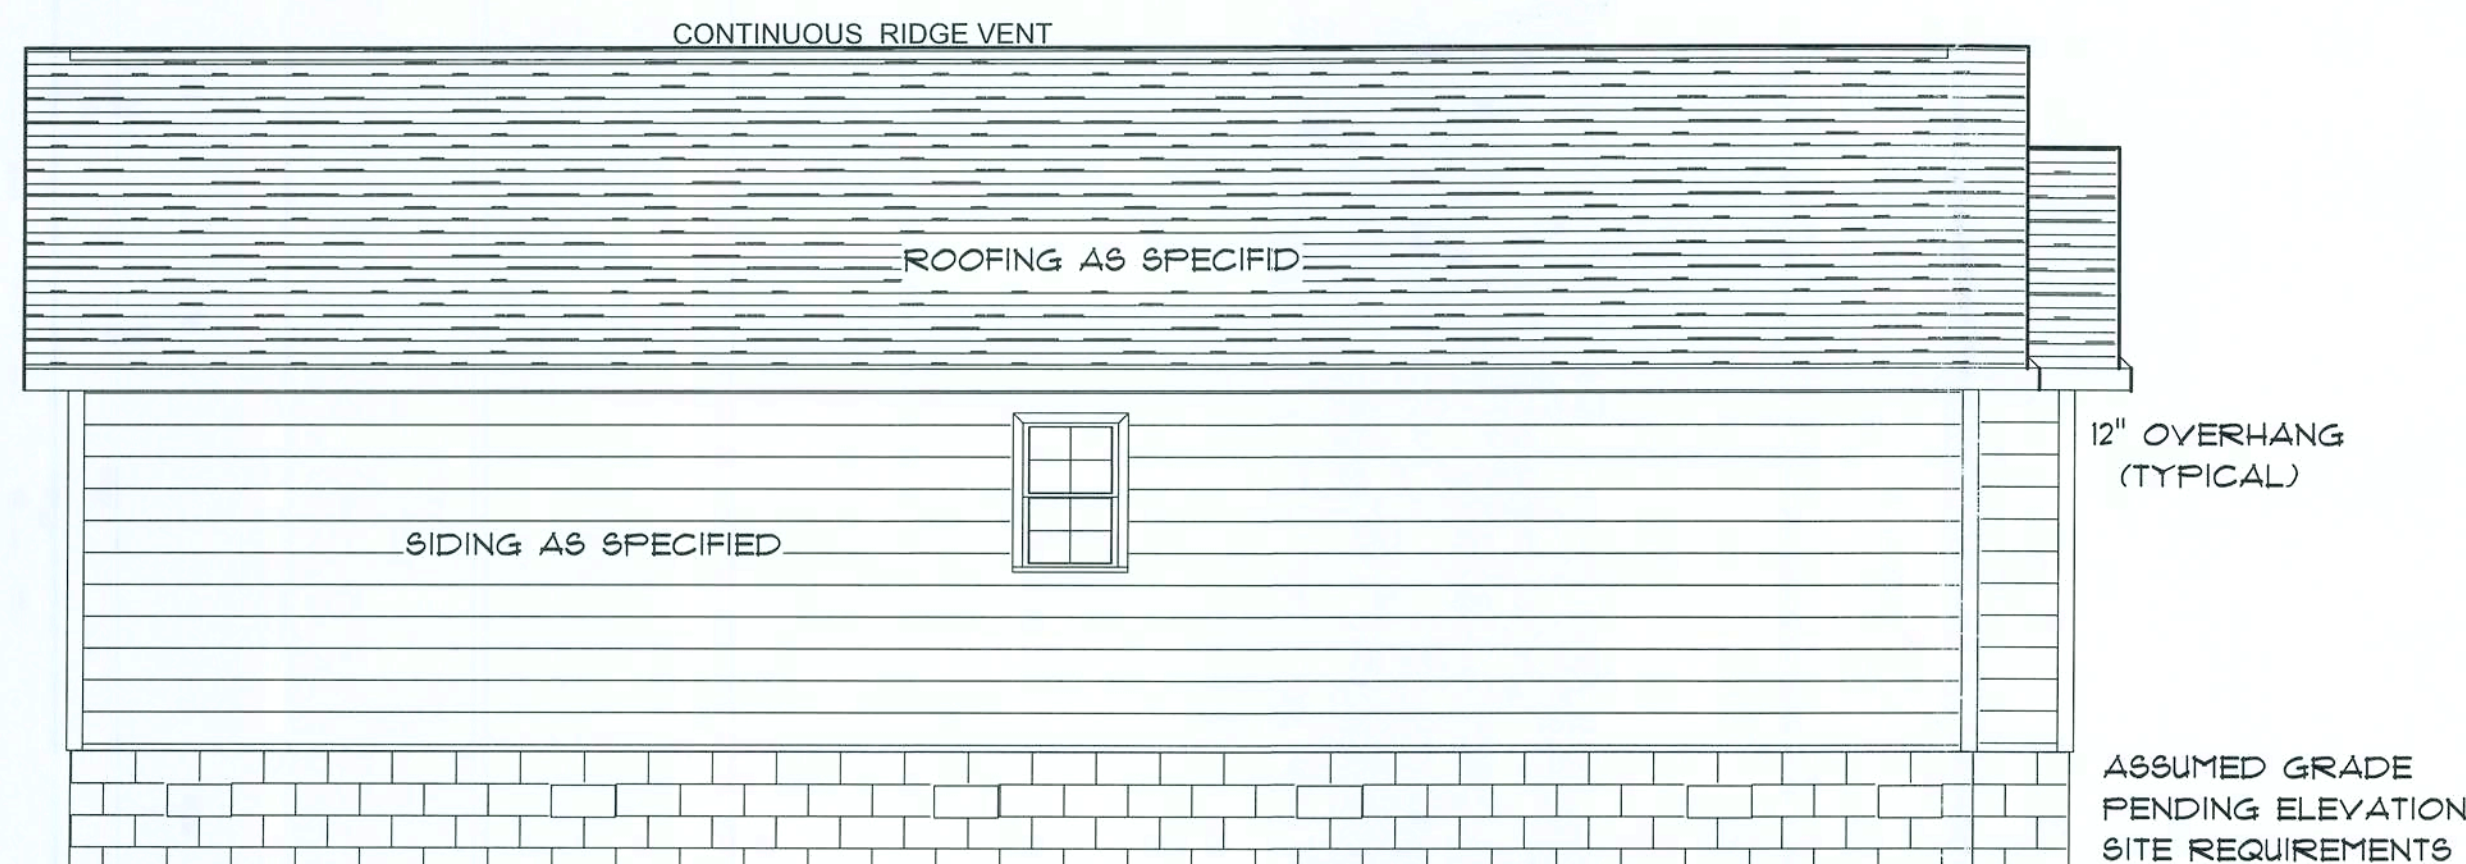 CONTINUOUS RIDGE VENT
ROOFING AS SPECIFID
12" OVERHANG
(TYPICAL)
SIDING AS SPECIFIED
ASSUMED GRADE
PENDING ELEVATION
SITE REQUIREMENTS